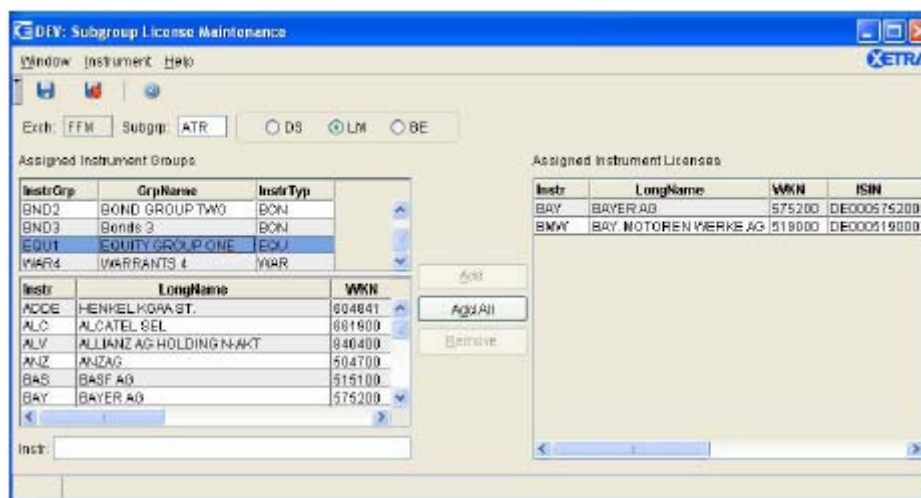 DEV: Subgroup License Maintenance
Window Instrument Help
XETRA
Exch: FFM Subgrp: ATR DS LM BE
Assigned Instrument Groups
InstrGrp GrpName InstrTyp
BND2 BOND GROUP TWO BON
BND3 Bonds 3 BON
EQU1 EQUITY GROUP ONE EQU
WAR4 WARRANTS 4 WAR
Instr LongName WKN
ADDE HENKEL KGAA ST. 604841
ALC ALCATEL SEL 661900
ALV ALLIANZ AG HOLDING N-AKT 840400
ANZ ANZAG 504700
BAS BASF AG 515100
BAY BAYER AG 575200
Instr:
Add
Add All
Remove
Assigned Instrument Licenses
Instr LongName WKN ISIN
BAY BAYER AG 575200 DE000575200
BMW BAY. MOTOREN WERKE AG 519000 DE000519000